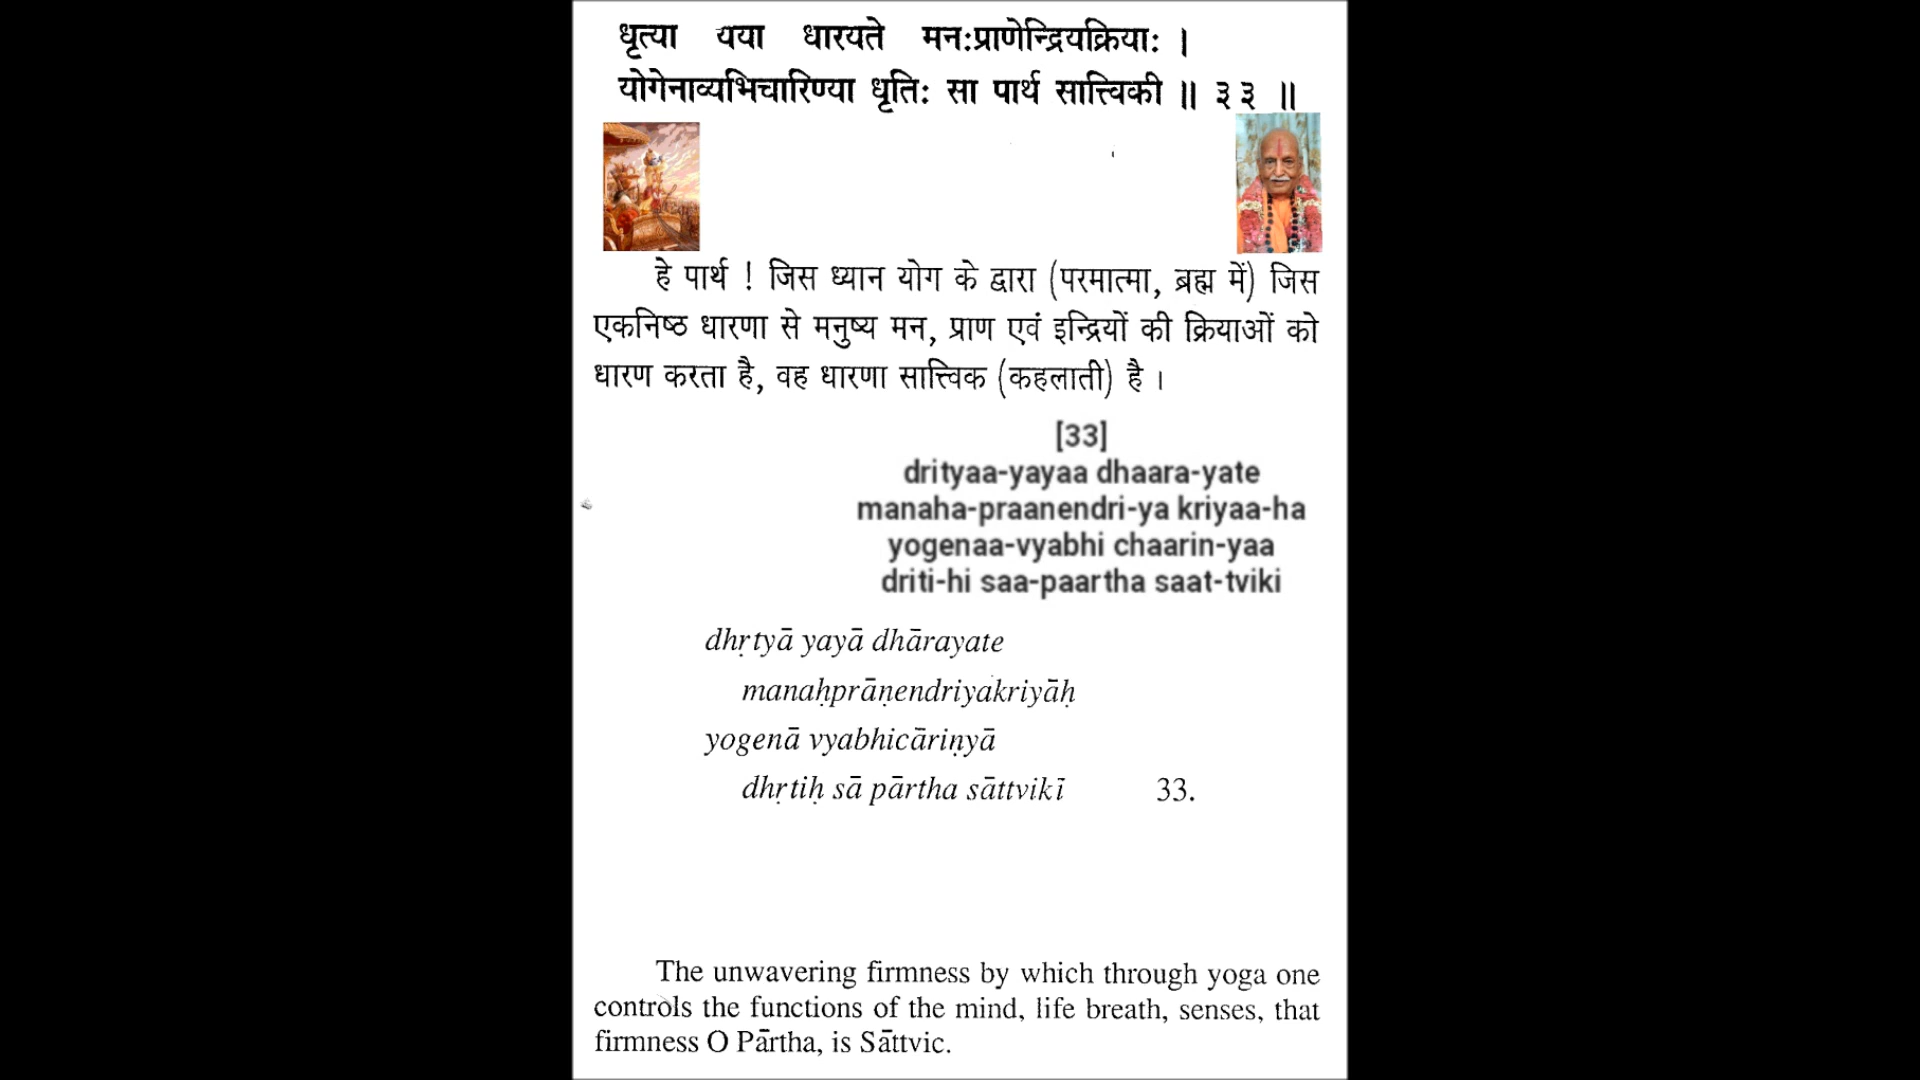 धृत्या यया धारयते मनःप्राणेन्द्रियक्रियाः ।
योगेनाव्यभिचारिण्या धृतिः सा पार्थ सात्त्विकी ॥ ३३ ॥
हे पार्थ ! जिस ध्यान योग के द्वारा (परमात्मा, ब्रह्म में) जिस
एकनिष्ठ धारणा से मनुष्य मन, प्राण एवं इन्द्रियों की क्रियाओं को
धारण करता है, वह धारणा सात्त्विक (कहलाती) है ।
[33]
drityaa-yayaa dhaara-yate
manaha-praanendri-ya kriyaa-ha
yogenaa-vyabhi chaarin-yaa
driti-hi saa-paartha saat-tviki
dhṛtyā yayā dhārayate
manaḥprāṇendriyakriyāḥ
yogenā vyabhicāriṇyā
dhṛtiḥ sā pārtha sāttvikī 33.
The unwavering firmness by which through yoga one
controls the functions of the mind, life breath, senses, that
firmness O Pārtha, is Sāttvic.